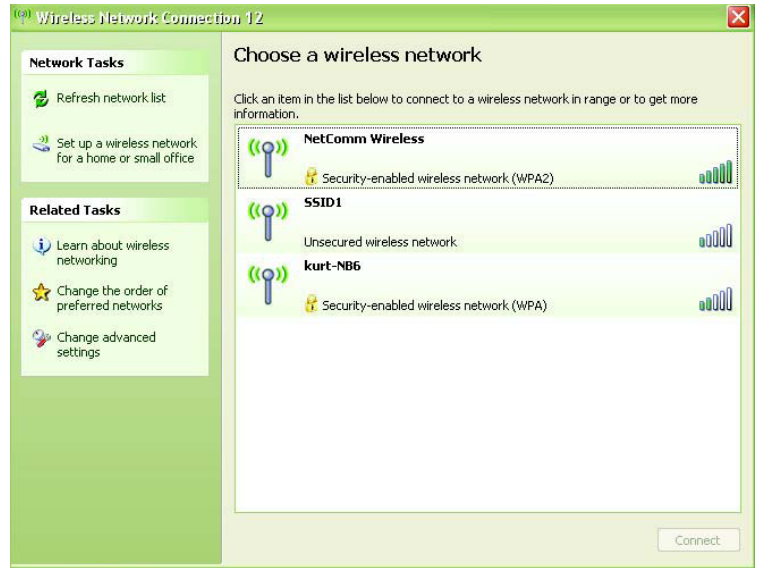 Wireless Network Connection 12
Network Tasks
Refresh network list
Set up a wireless network
for a home or small office
Related Tasks
Learn about wireless
networking
Change the order of
preferred networks
Change advanced
settings
Choose a wireless network
Click an item in the list below to connect to a wireless network in range or to get more
information.
NetComm Wireless
Security-enabled wireless network (WPA2)
SSID1
Unsecured wireless network
kurt-NB6
Security-enabled wireless network (WPA)
Connect